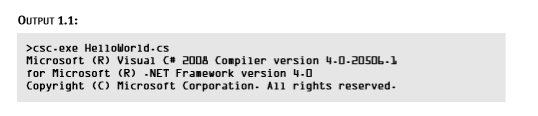 OUTPUT 1.1:
>csc.exe HelloWorld.cs
Microsoft (R) Visual C# 2008 Compiler version 4.0.20506.1
for Microsoft (R) .NET Framework version 4.0
Copyright (C) Microsoft Corporation. All rights reserved.